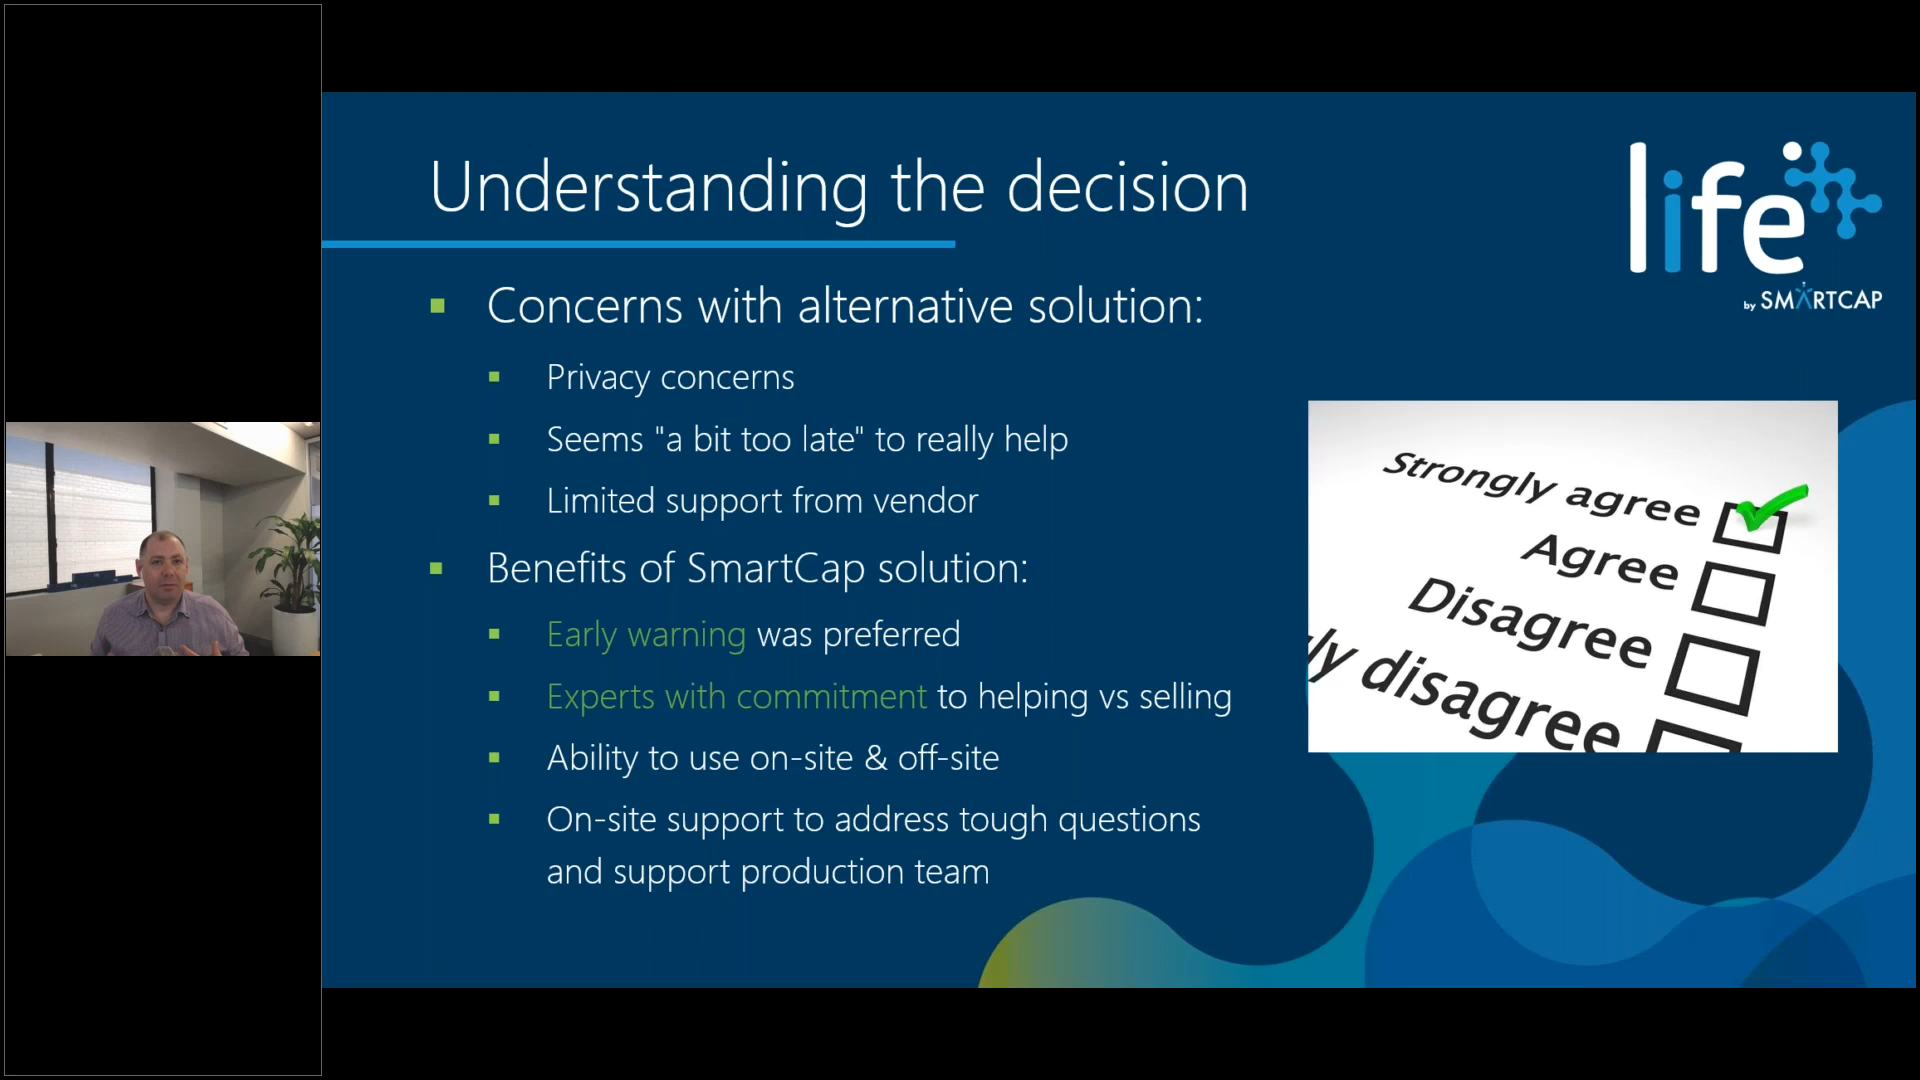 Understanding the decision
life
by SMARTCAP
Concerns with alternative solution:
Privacy concerns
Seems "a bit too late" to really help
Limited support from vendor
Benefits of SmartCap solution:
Early warning was preferred
Experts with commitment to helping vs selling
Ability to use on-site & off-site
On-site support to address tough questions
and support production team
Strongly agree
Agree
Disagree
ly disagree